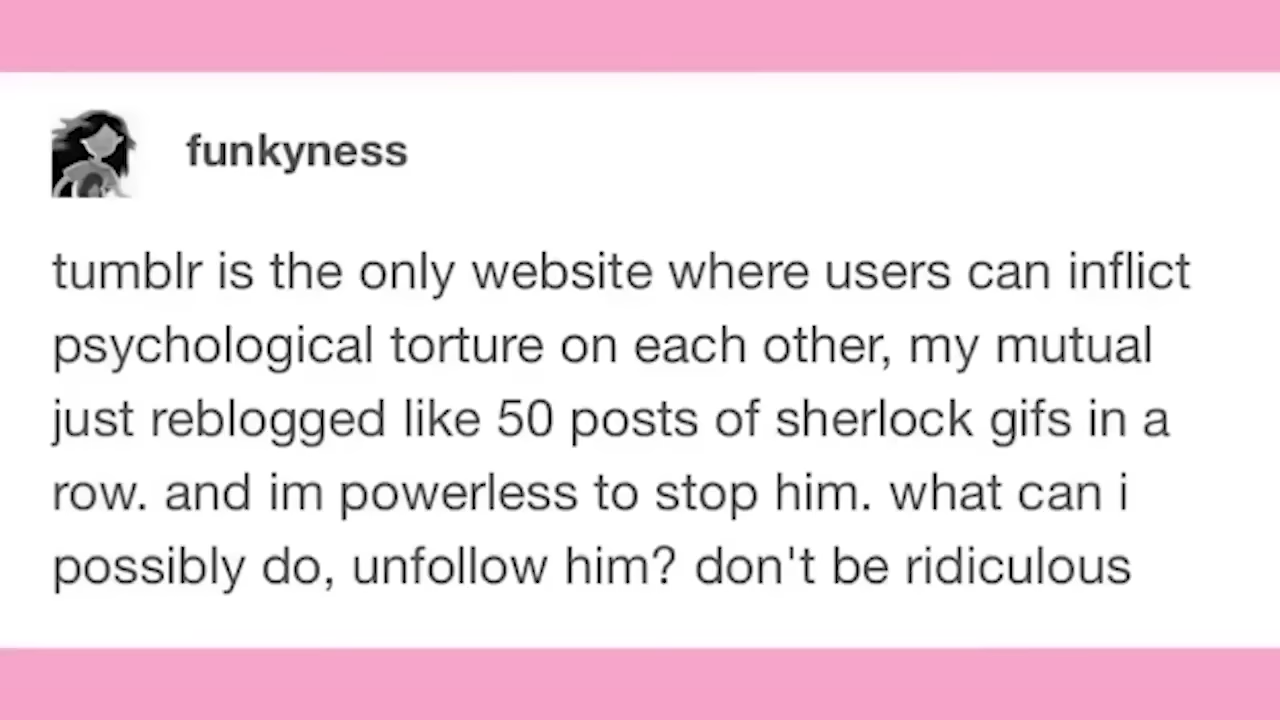 funkyness
tumblr is the only website where users can inflict
psychological torture on each other, my mutual
just reblogged like 50 posts of sherlock gifs in a
row. and im powerless to stop him. what can i
possibly do, unfollow him? don't be ridiculous